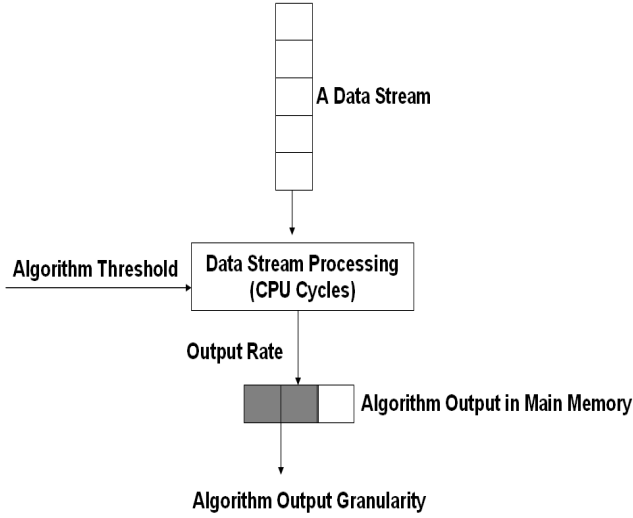 A Data Stream
Algorithm Threshold
Data Stream Processing
(CPU Cycles)
Output Rate
Algorithm Output in Main Memory
Algorithm Output Granularity